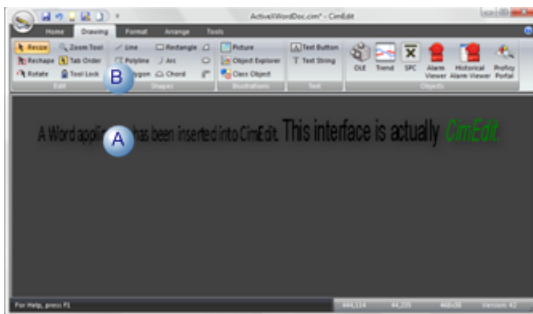 ActiveXWordDoc.cim* - CimEdit
Home Drawing Format Arrange Tools
Resize Zoom Tool Line Rectangle Picture Text Button
Reshape Tab Order Polyline Arc Object Explorer Text String
Rotate Tool Lock B Polygon Chord Class Object
OLE Trend SPC Alarm Viewer Historical Alarm Viewer Proficy Portal
Edit Shapes Illustrations Text Objects
A Word A has been inserted into CimEdit. This interface is actually CimEdit
For Help, press F1